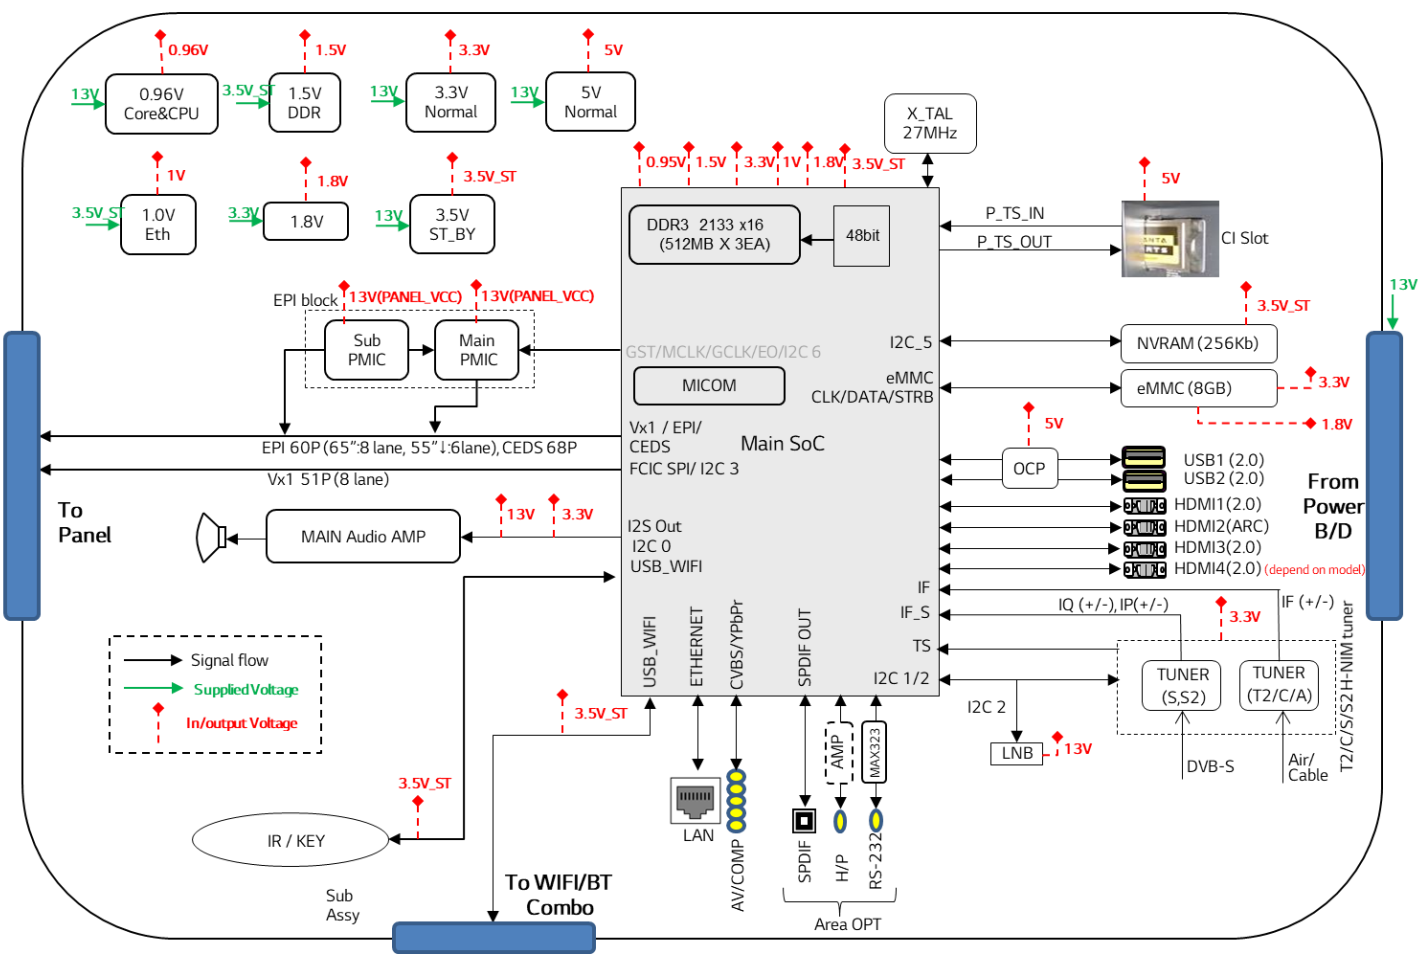 0.96V
1.5V
3.3V
5V
13V
0.96V
Core&CPU
3.5V_ST
1.5V
DDR
13V
3.3V
Normal
13V
5V
Normal
X_TAL
27MHz
1V
1.8V
3.5V_ST
3.5V_ST
1.0V
Eth
3.3V
1.8V
13V
3.5V
ST_BY
0.95V
1.5V
3.3V
1V
1.8V
3.5V_ST
5V
DDR3 2133 x16
(512MB X 3EA)
48bit
P_TS_IN
P_TS_OUT
CI Slot
13V
EPI block
13V(PANEL_VCC)
13V(PANEL_VCC)
3.5V_ST
Sub
PMIC
Main
PMIC
GST/MCLK/GCLK/EO/I2C 6
I2C_5
NVRAM (256Kb)
MICOM
eMMC
CLK/DATA/STRB
eMMC (8GB)
3.3V
1.8V
Vx1 / EPI/
CEDS
Main SoC
5V
EPI 60P (65”:8 lane, 55”↓:6lane), CEDS 68P
FCIC SPI/ I2C 3
Vx1 51P (8 lane)
OCP
USB1 (2.0)
USB2 (2.0)
To
Panel
From
Power
B/D
13V
3.3V
HDMI1(2.0)
HDMI2(ARC)
HDMI3(2.0)
HDMI4(2.0) (depend on model)
MAIN Audio AMP
I2S Out
I2C 0
USB_WIFI
IF
IF_S
TS
I2C 1/2
IQ (+/-), IP(+/-)
IF (+/-)
3.3V
TUNER
(S,S2)
TUNER
(T2/C/A)
T2/C/S/S2 H-NIM tuner
USB_WIFI
ETHERNET
CVBS/YPbPr
SPDIF OUT
Signal flow
Supplied Voltage
In/output Voltage
3.5V_ST
I2C 2
LNB
13V
DVB-S
Air/
Cable
AMP
MAX323
3.5V_ST
IR / KEY
LAN
AV/COMP
SPDIF
H/P
RS-232
Area OPT
Sub
Assy
To WIFI/BT
Combo